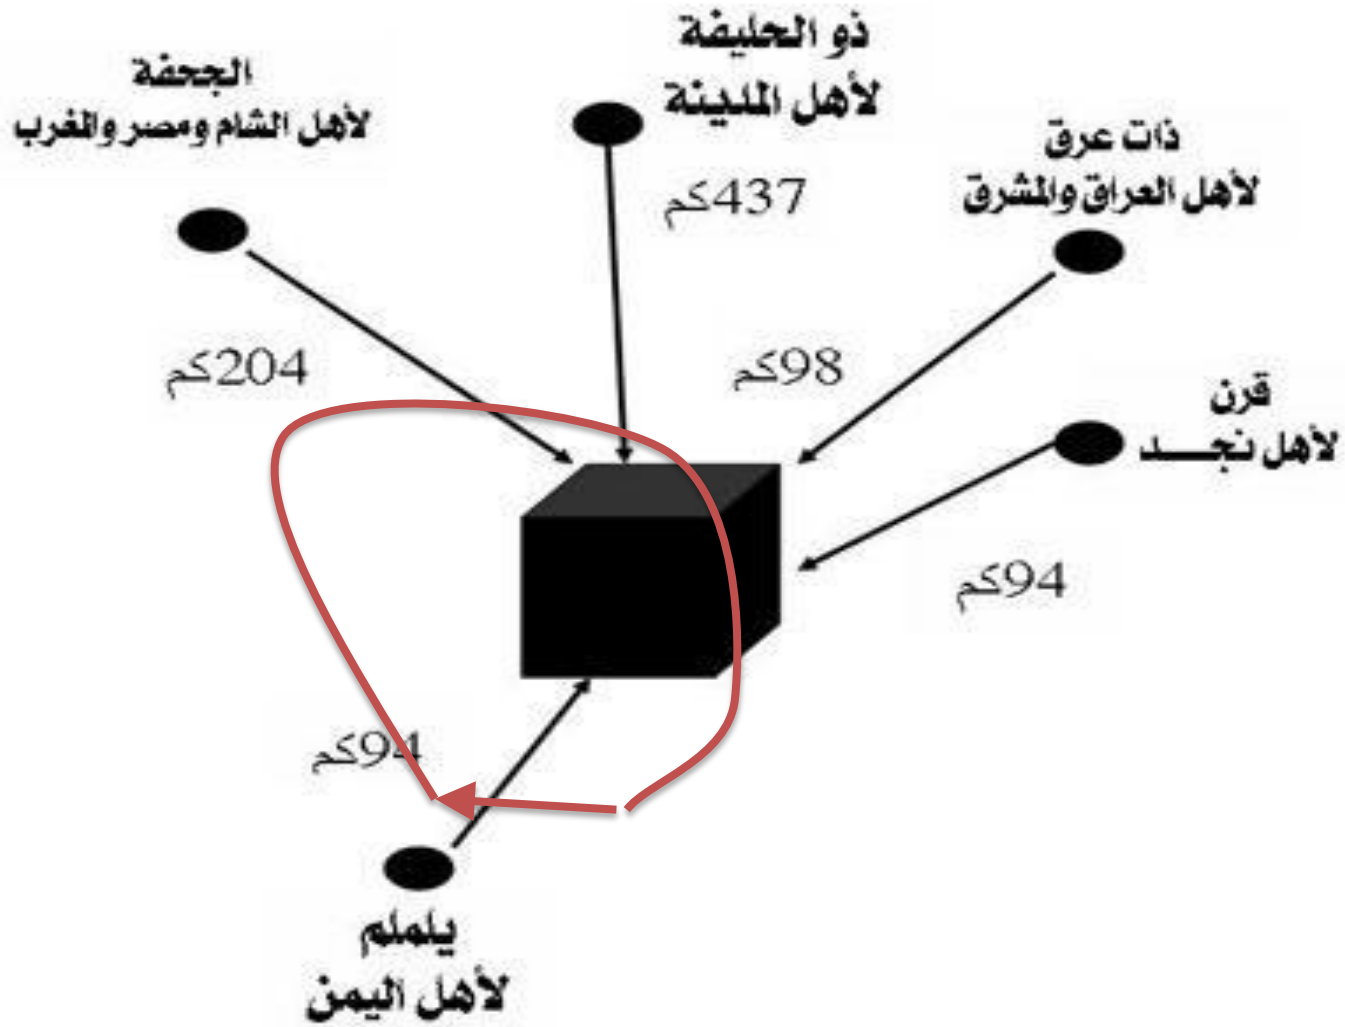 ذو الحليفة
لأهل المدينة
437كم
الجحفة
لأهل الشام ومصر والمغرب
204كم
ذات عرق
لأهل العراق والمشرق
98كم
قرن
لأهل نجـــد
94كم
94كم
يلملم
لأهل اليمن